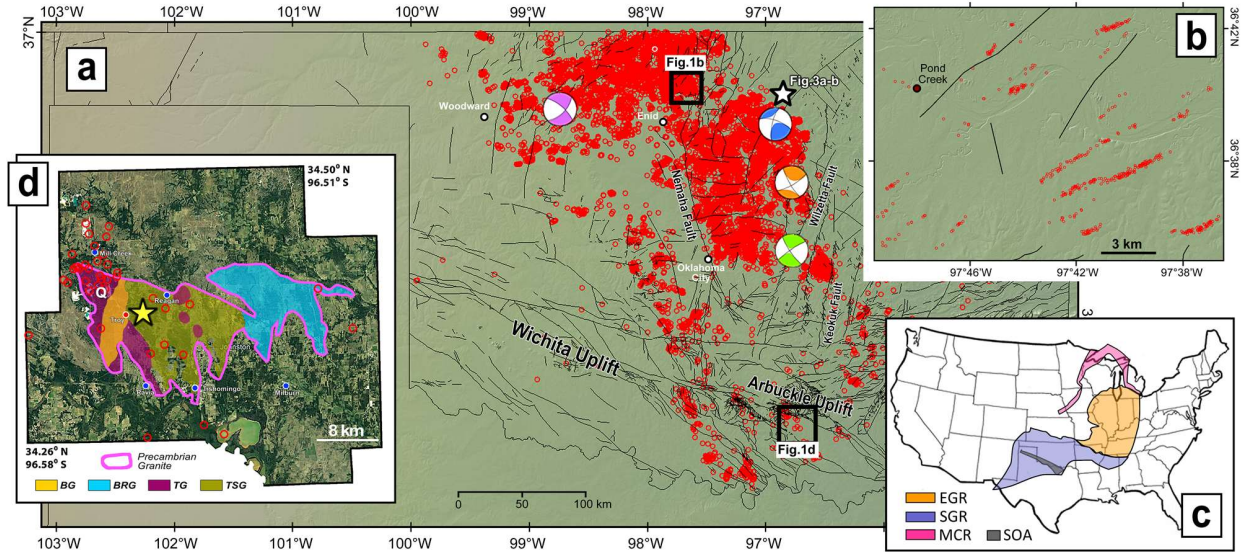 103°W 102°W 101°W 100°W 99°W 98°W 97°W
37°N
a
Woodward
Enid
Fig.1b
Fig.3a-b
Nemaha Fault
Wilzetta Fault
Oklahoma
City
Keokuk Fault
Wichita Uplift
Arbuckle Uplift
Fig.1d
0 50 100 km
103°W 102°W 101°W 100°W 99°W 98°W 97°W
b
36°42'N
36°38'N
Pond
Creek
3 km
97°46'W 97°42'W 97°38'W
d
34.50° N
96.51° S
Mill Creek
Q
Reagan
Troy
Milburn
8 km
34.26° N
96.58° S
Precambrian
Granite
BG BRG TG TSG
c
EGR
SGR
MCR SOA